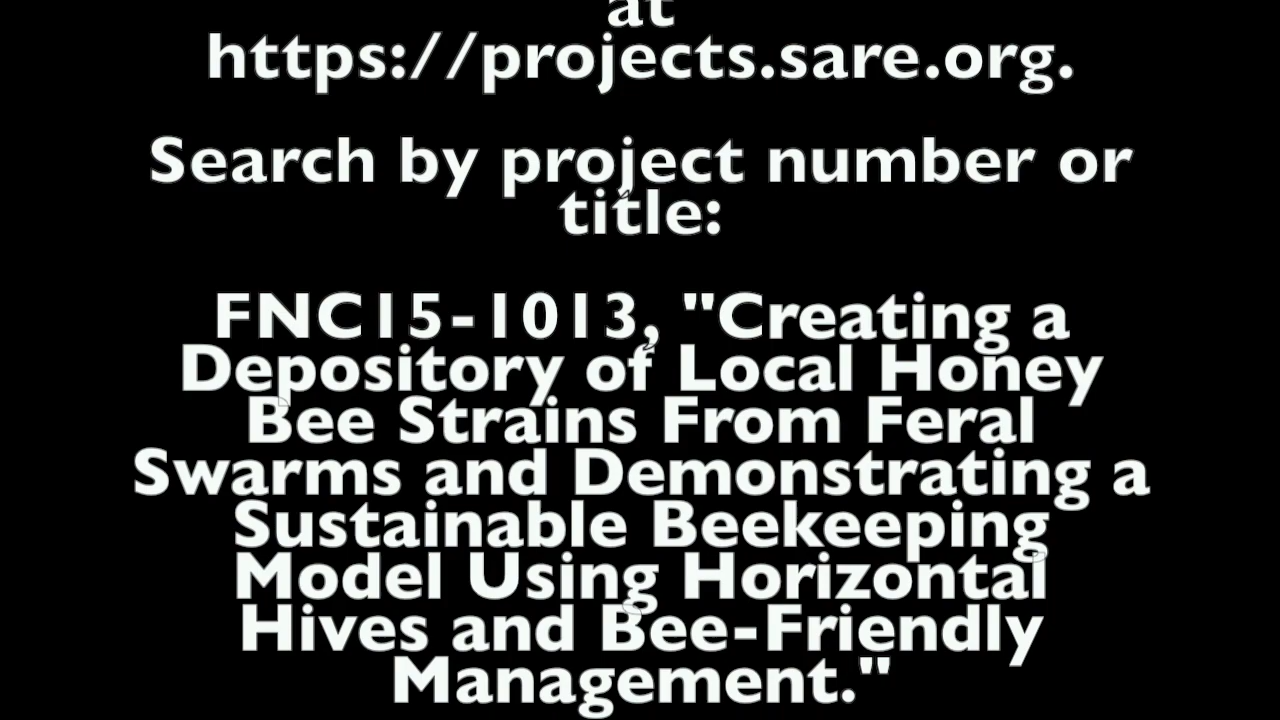 at
https://projects.sare.org.
Search by project number or
title:
FNC15-1013, "Creating a
Depository of Local Honey
Bee Strains From Feral
Swarms and Demonstrating a
Sustainable Beekeeping
Model Using Horizontal
Hives and Bee-Friendly
Management."